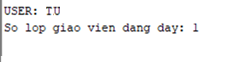 USER: TU
So lop giao vien dang day: 1